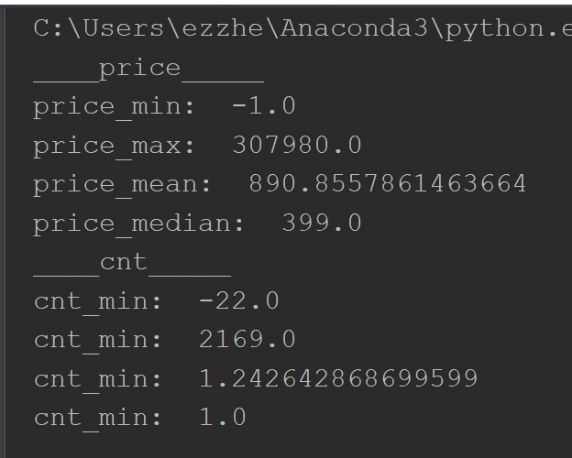 C:\Users\ezzhe\Anaconda3\python.e
____price_____
price_min:  -1.0
price_max:  307980.0
price_mean:  890.8557861463664
price_median:  399.0
____cnt_____
cnt_min:  -22.0
cnt_min:  2169.0
cnt_min:  1.242642868699599
cnt_min:  1.0